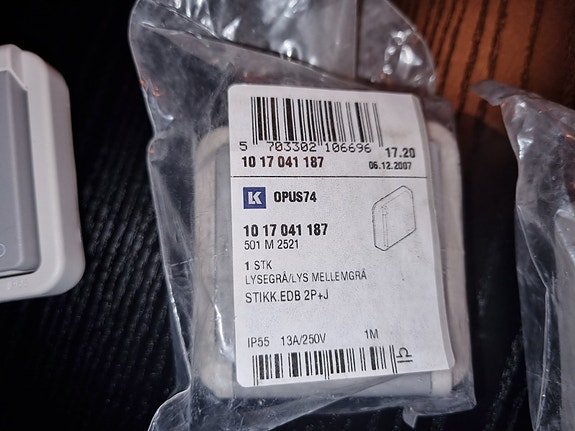 5 703302 106696
17.20
10 17 041 187
06.12.2007
LK OPUS74
10 17 041 187
501 M 2521
1 STK
LYSEGRÅ/LYS MELLEMGRÅ
STIKK.EDB 2P+J
IP55 13A/250V 1M